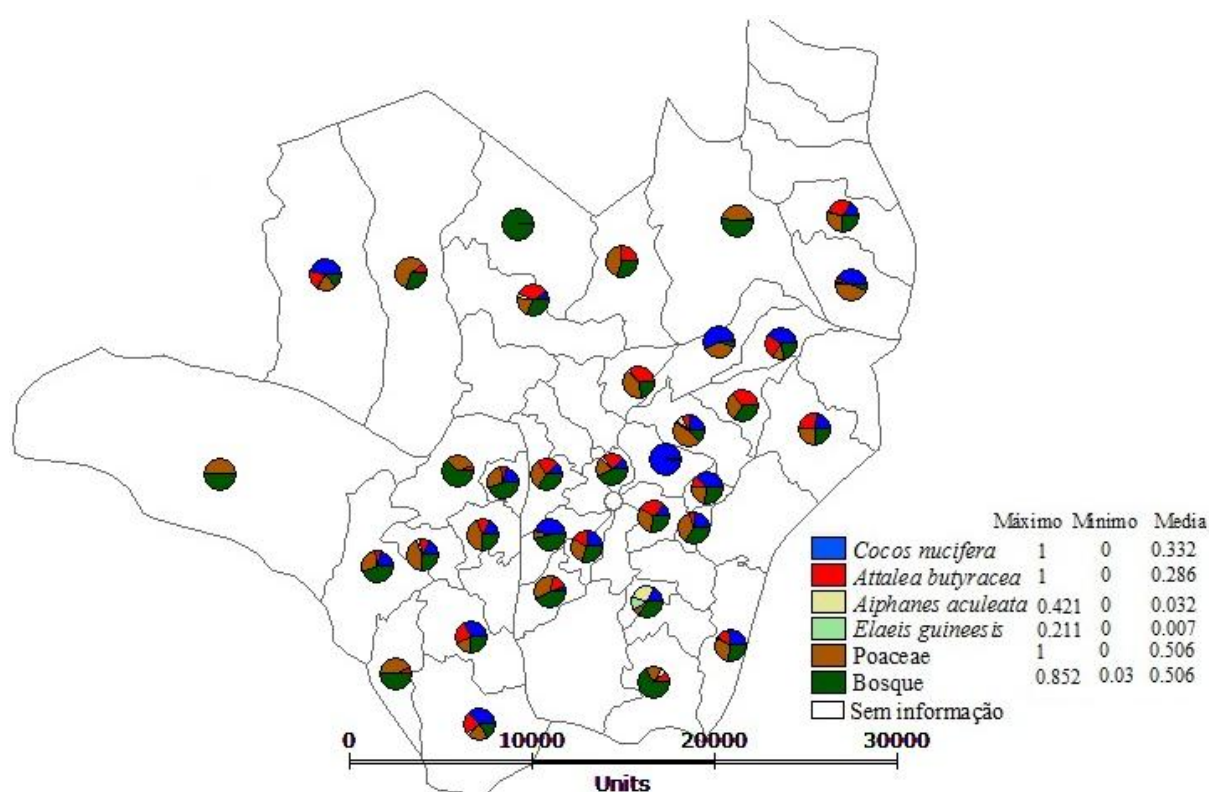 Máximo Mínimo Media
Cocos nucifera 1 0 0.332
Attalea butyracea 1 0 0.286
Aiphanes aculeata 0.421 0 0.032
Elaeis guineesis 0.211 0 0.007
Poaceae 1 0 0.506
Bosque 0.852 0.03 0.506
Sem informação
0 10000 20000 30000
Units